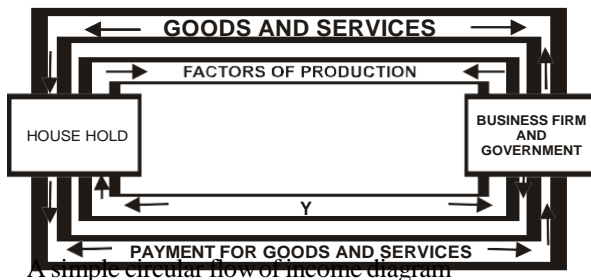 GOODS AND SERVICES
FACTORS OF PRODUCTION
HOUSE HOLD
BUSINESS FIRM
AND
GOVERNMENT
Y
PAYMENT FOR GOODS AND SERVICES
A simple circular flow of income diagram